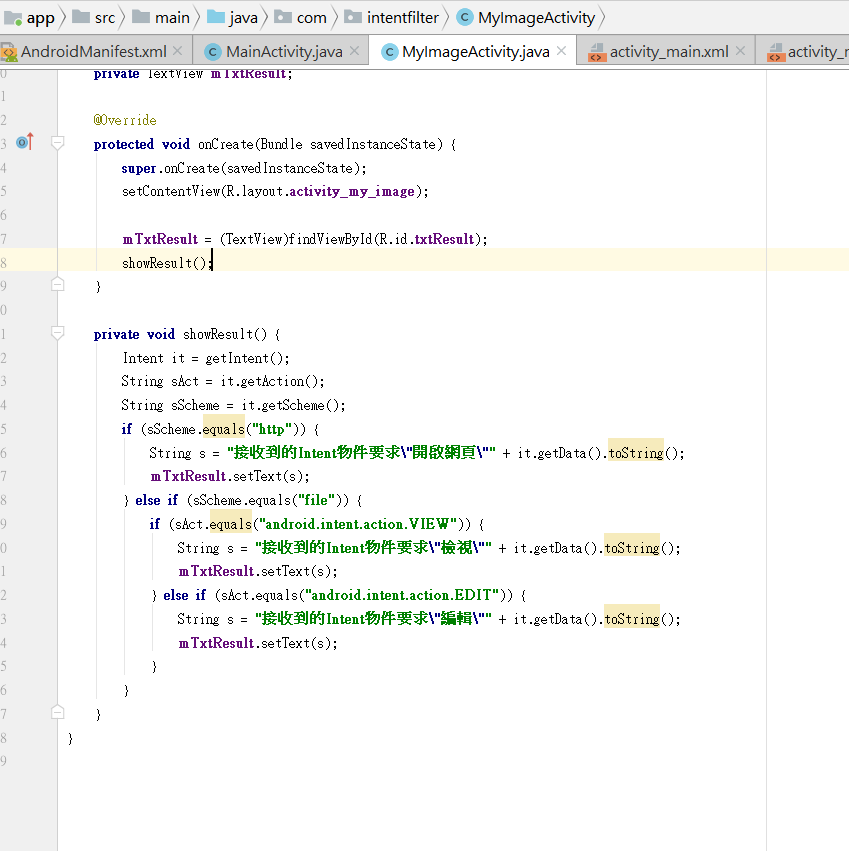 app src main java com intentfilter MyImageActivity
AndroidManifest.xml MainActivity.java MyImageActivity.java activity_main.xml
0 private TextView mTxtResult;
1
2 @Override
3 protected void onCreate(Bundle savedInstanceState) {
4 super.onCreate(savedInstanceState);
5 setContentView(R.layout.activity_my_image);
6
7 mTxtResult = (TextView)findViewById(R.id.txtResult);
8 showResult();
9 }
0
1 private void showResult() {
2 Intent it = getIntent();
3 String sAct = it.getAction();
4 String sScheme = it.getScheme();
5 if (sScheme.equals("http")) {
6 String s = "接收到的Intent物件要求\"開啟網頁\"" + it.getData().toString();
7 mTxtResult.setText(s);
8 } else if (sScheme.equals("file")) {
9 if (sAct.equals("android.intent.action.VIEW")) {
0 String s = "接收到的Intent物件要求\"檢視\"" + it.getData().toString();
1 mTxtResult.setText(s);
2 } else if (sAct.equals("android.intent.action.EDIT")) {
3 String s = "接收到的Intent物件要求\"編輯\"" + it.getData().toString();
4 mTxtResult.setText(s);
5 }
6 }
7 }
8 }
9